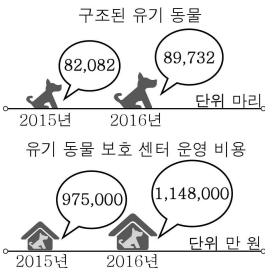 구조된 유기 동물
82,082
89,732
단위 마리
2015년
2016년
유기 동물 보호 센터 운영 비용
975,000
1,148,000
단위 만 원
2015년
2016년